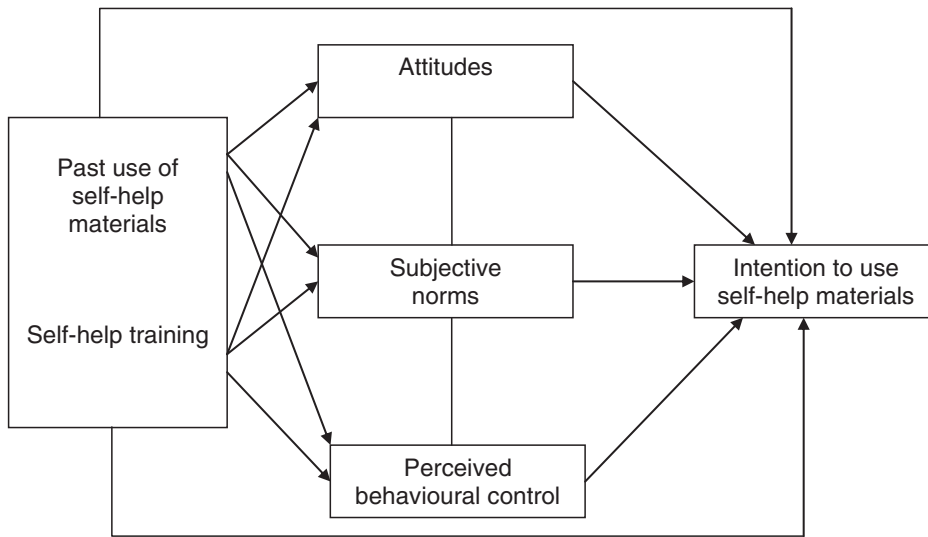 Attitudes
Past use of
self-help
materials
Self-help training
Subjective
norms
Perceived
behavioural control
Intention to use
self-help materials